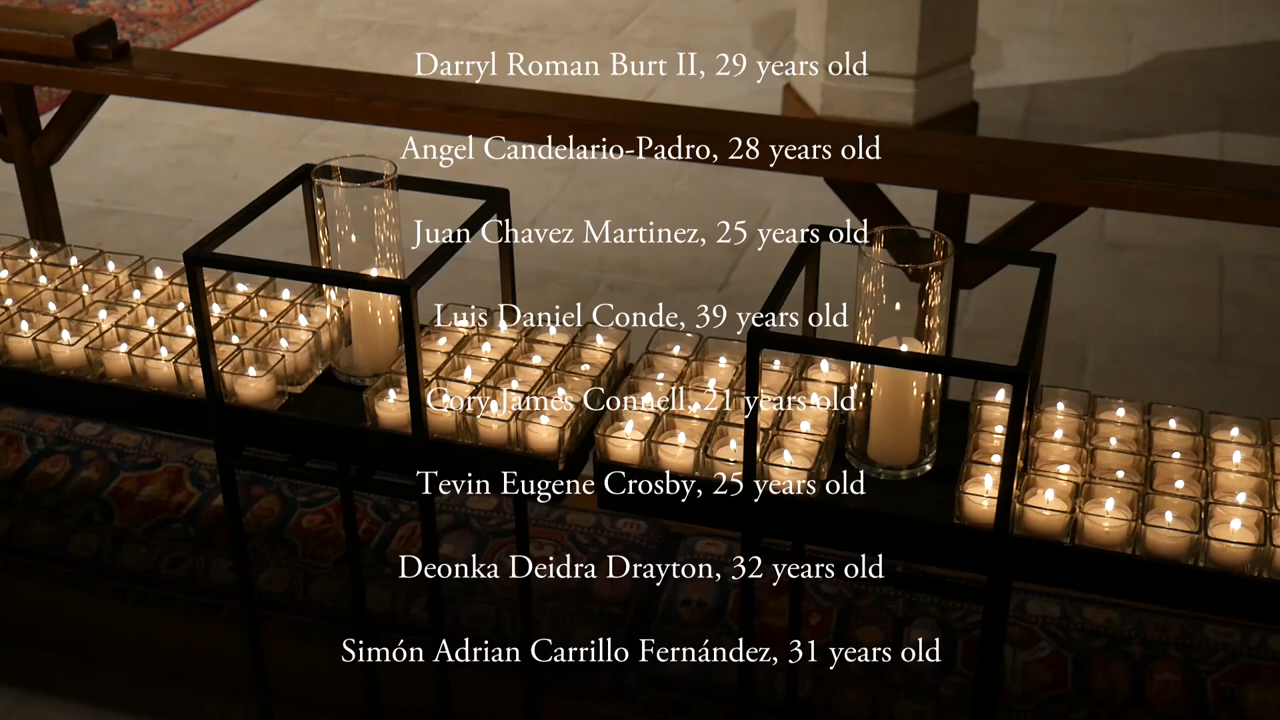 Darryl Roman Burt II, 29 years old
Angel Candelario-Padro, 28 years old
Juan Chavez Martinez, 25 years old
Luis Daniel Conde, 39 years old
Cory James Connell, 21 years old
Tevin Eugene Crosby, 25 years old
Deonka Deidra Drayton, 32 years old
Simón Adrian Carrillo Fernández, 31 years old